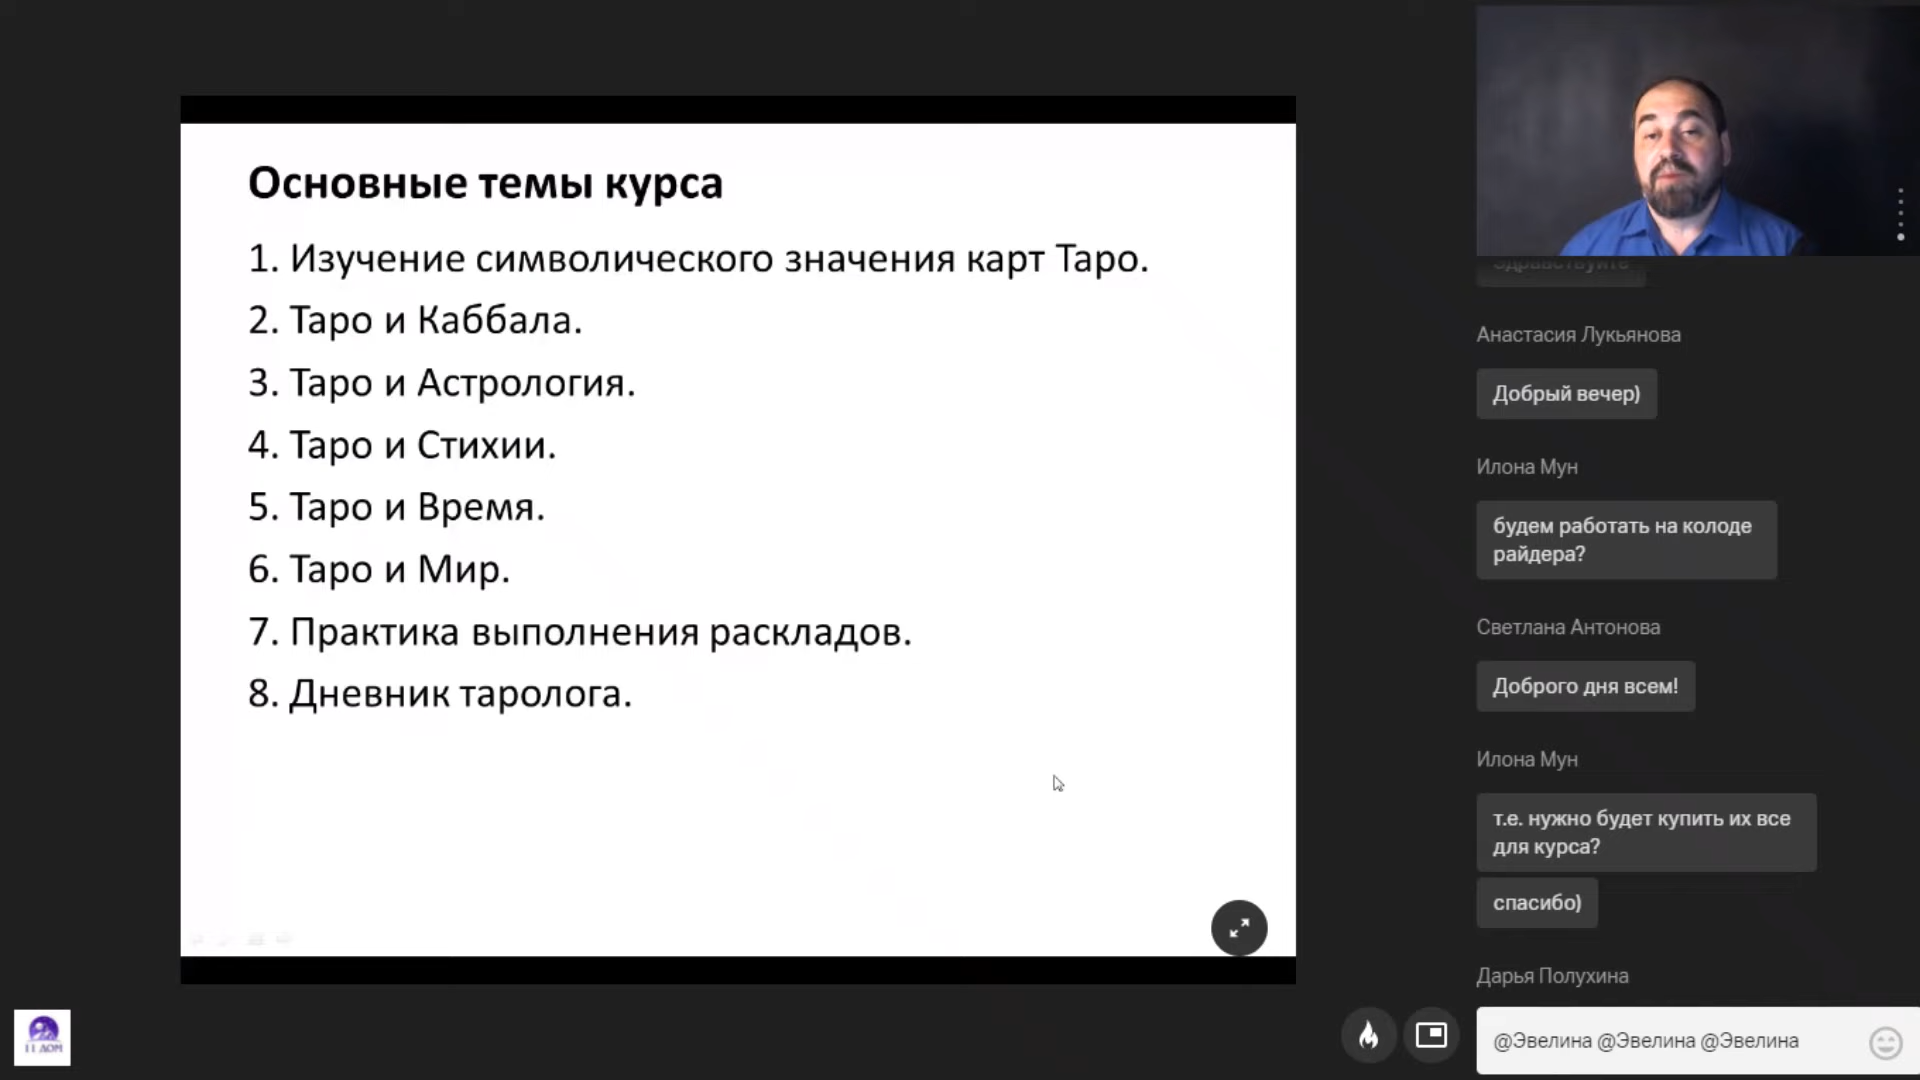 Основные темы курса
1. Изучение символического значения карт Таро.
2. Таро и Каббала.
3. Таро и Астрология.
4. Таро и Стихии.
5. Таро и Время.
6. Таро и Мир.
7. Практика выполнения раскладов.
8. Дневник таролога.
Здравствуйте
Анастасия Лукьянова
Добрый вечер)
Илона Мун
будем работать на колоде
райдера?
Светлана Антонова
Доброго дня всем!
Илона Мун
т.е. нужно будет купить их все
для курса?
спасибо)
Дарья Полухина
@Эвелина @Эвелина @Эвелина
11 ДОМ